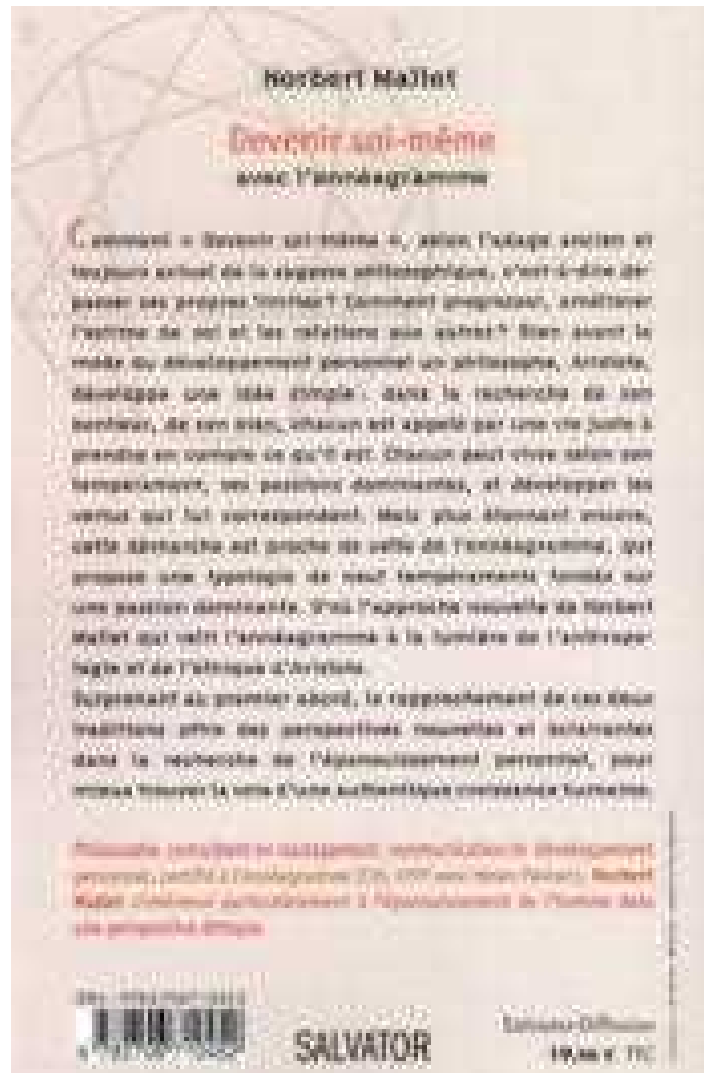 Norbert Mallet
Devenir soi-même
avec l'ennéagramme
Comment « Devenir soi-même », selon l'adage ancien et
toujours actuel de la sagesse philosophique, c'est-à-dire dé-
passer ses propres limites ? Comment progresser, améliorer
l'estime de soi et les relations aux autres ? Bien avant la
mode du développement personnel un philosophe, Aristote,
développe une idée simple : dans la recherche de son
bonheur, de son bien, chacun est appelé par une vie juste à
prendre en compte ce qu'il est. Chacun peut vivre selon son
tempérament, ses passions dominantes, et développer les
vertus qui lui correspondent. Mais plus étonnant encore,
cette démarche est proche de celle de l'ennéagramme, qui
propose une typologie de neuf tempéraments fondés sur
une passion dominante. D'où l'approche nouvelle de Norbert
Mallet qui relit l'ennéagramme à la lumière de l'anthropo-
logie et de l'éthique d'Aristote.
Surprenant au premier abord, le rapprochement de ces deux
traditions offre des perspectives nouvelles et éclairantes
dans la recherche de l'épanouissement personnel, pour
mieux trouver la voie d'une authentique croissance humaine.
Philosophe consultant en management, communication et développement
personnel, certifié à l'ennéagramme Norbert
Mallet s'intéresse particulièrement à l'épanouissement de l'homme dans
une perspective éthique.
SALVATOR
Salvator Diffusion
€ TTC